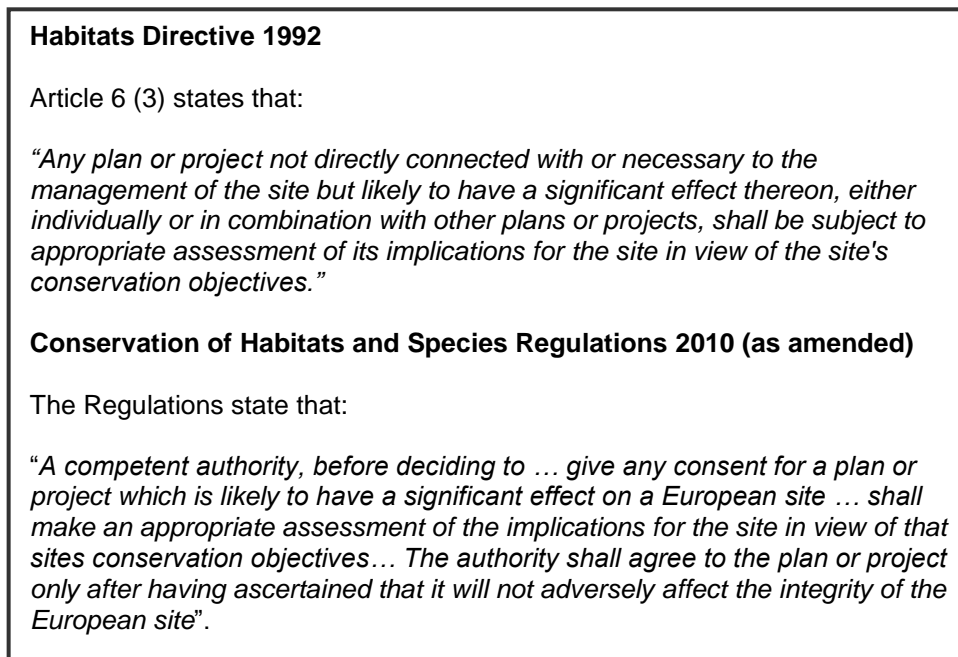 Habitats Directive 1992
Article 6 (3) states that:
“Any plan or project not directly connected with or necessary to the
management of the site but likely to have a significant effect thereon, either
individually or in combination with other plans or projects, shall be subject to
appropriate assessment of its implications for the site in view of the site's
conservation objectives.”
Conservation of Habitats and Species Regulations 2010 (as amended)
The Regulations state that:
“A competent authority, before deciding to … give any consent for a plan or
project which is likely to have a significant effect on a European site … shall
make an appropriate assessment of the implications for the site in view of that
sites conservation objectives… The authority shall agree to the plan or project
only after having ascertained that it will not adversely affect the integrity of the
European site”.